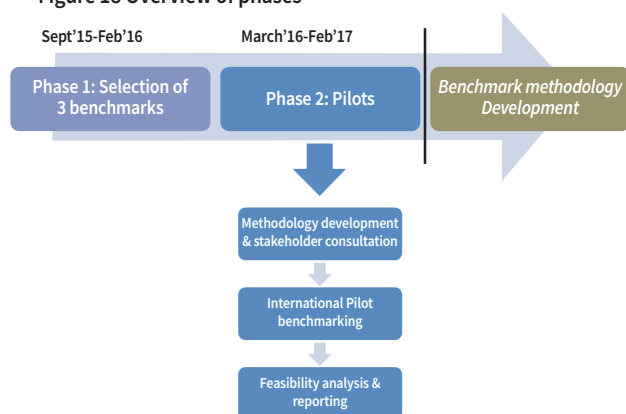 Figure 18 Overview of phases
Sept'15-Feb'16
March'16-Feb'17
Phase 1: Selection of
3 benchmarks
Phase 2: Pilots
Benchmark methodology
Development
Methodology development
& stakeholder consultation
International Pilot
benchmarking
Feasibility analysis &
reporting